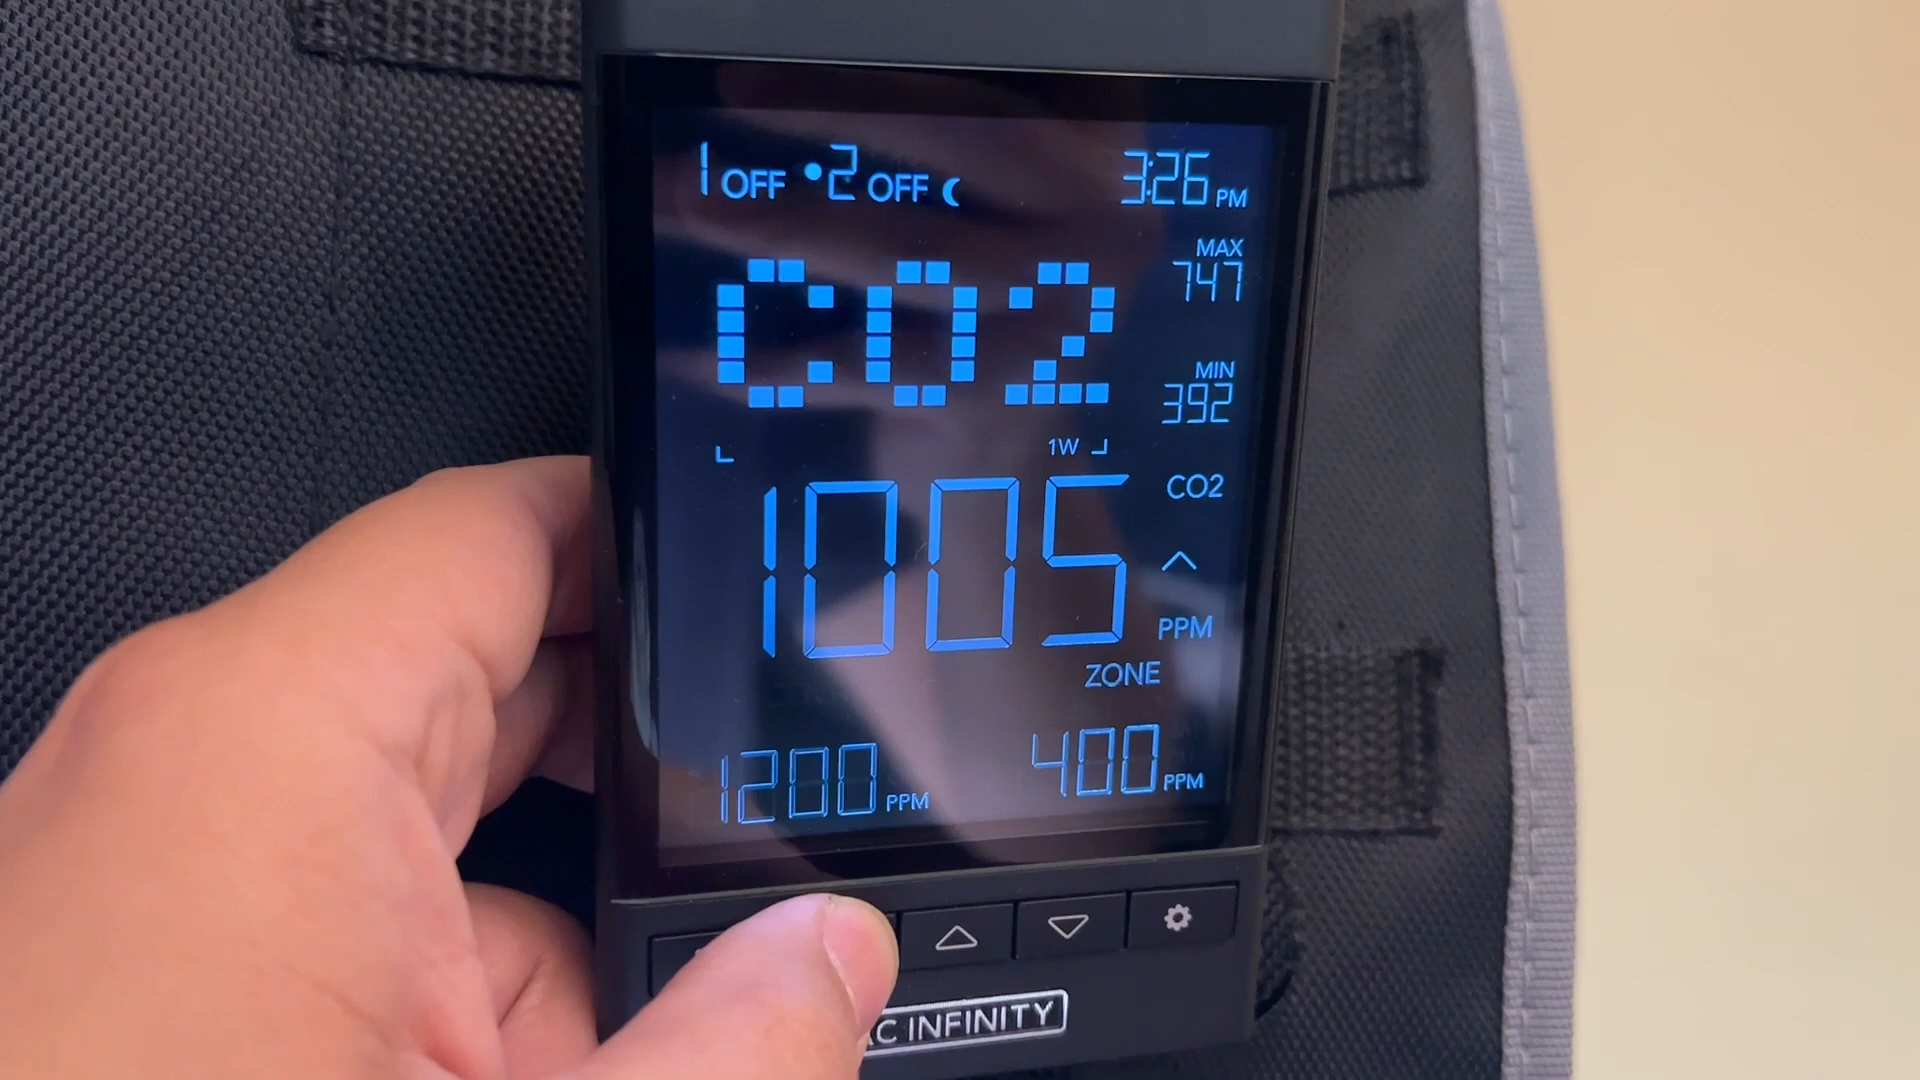 1 OFF •2 OFF 3:26 PM
CO2
MAX
747
MIN
392
1W
1005
CO2
PPM
ZONE
1200 PPM
400 PPM
AC INFINITY